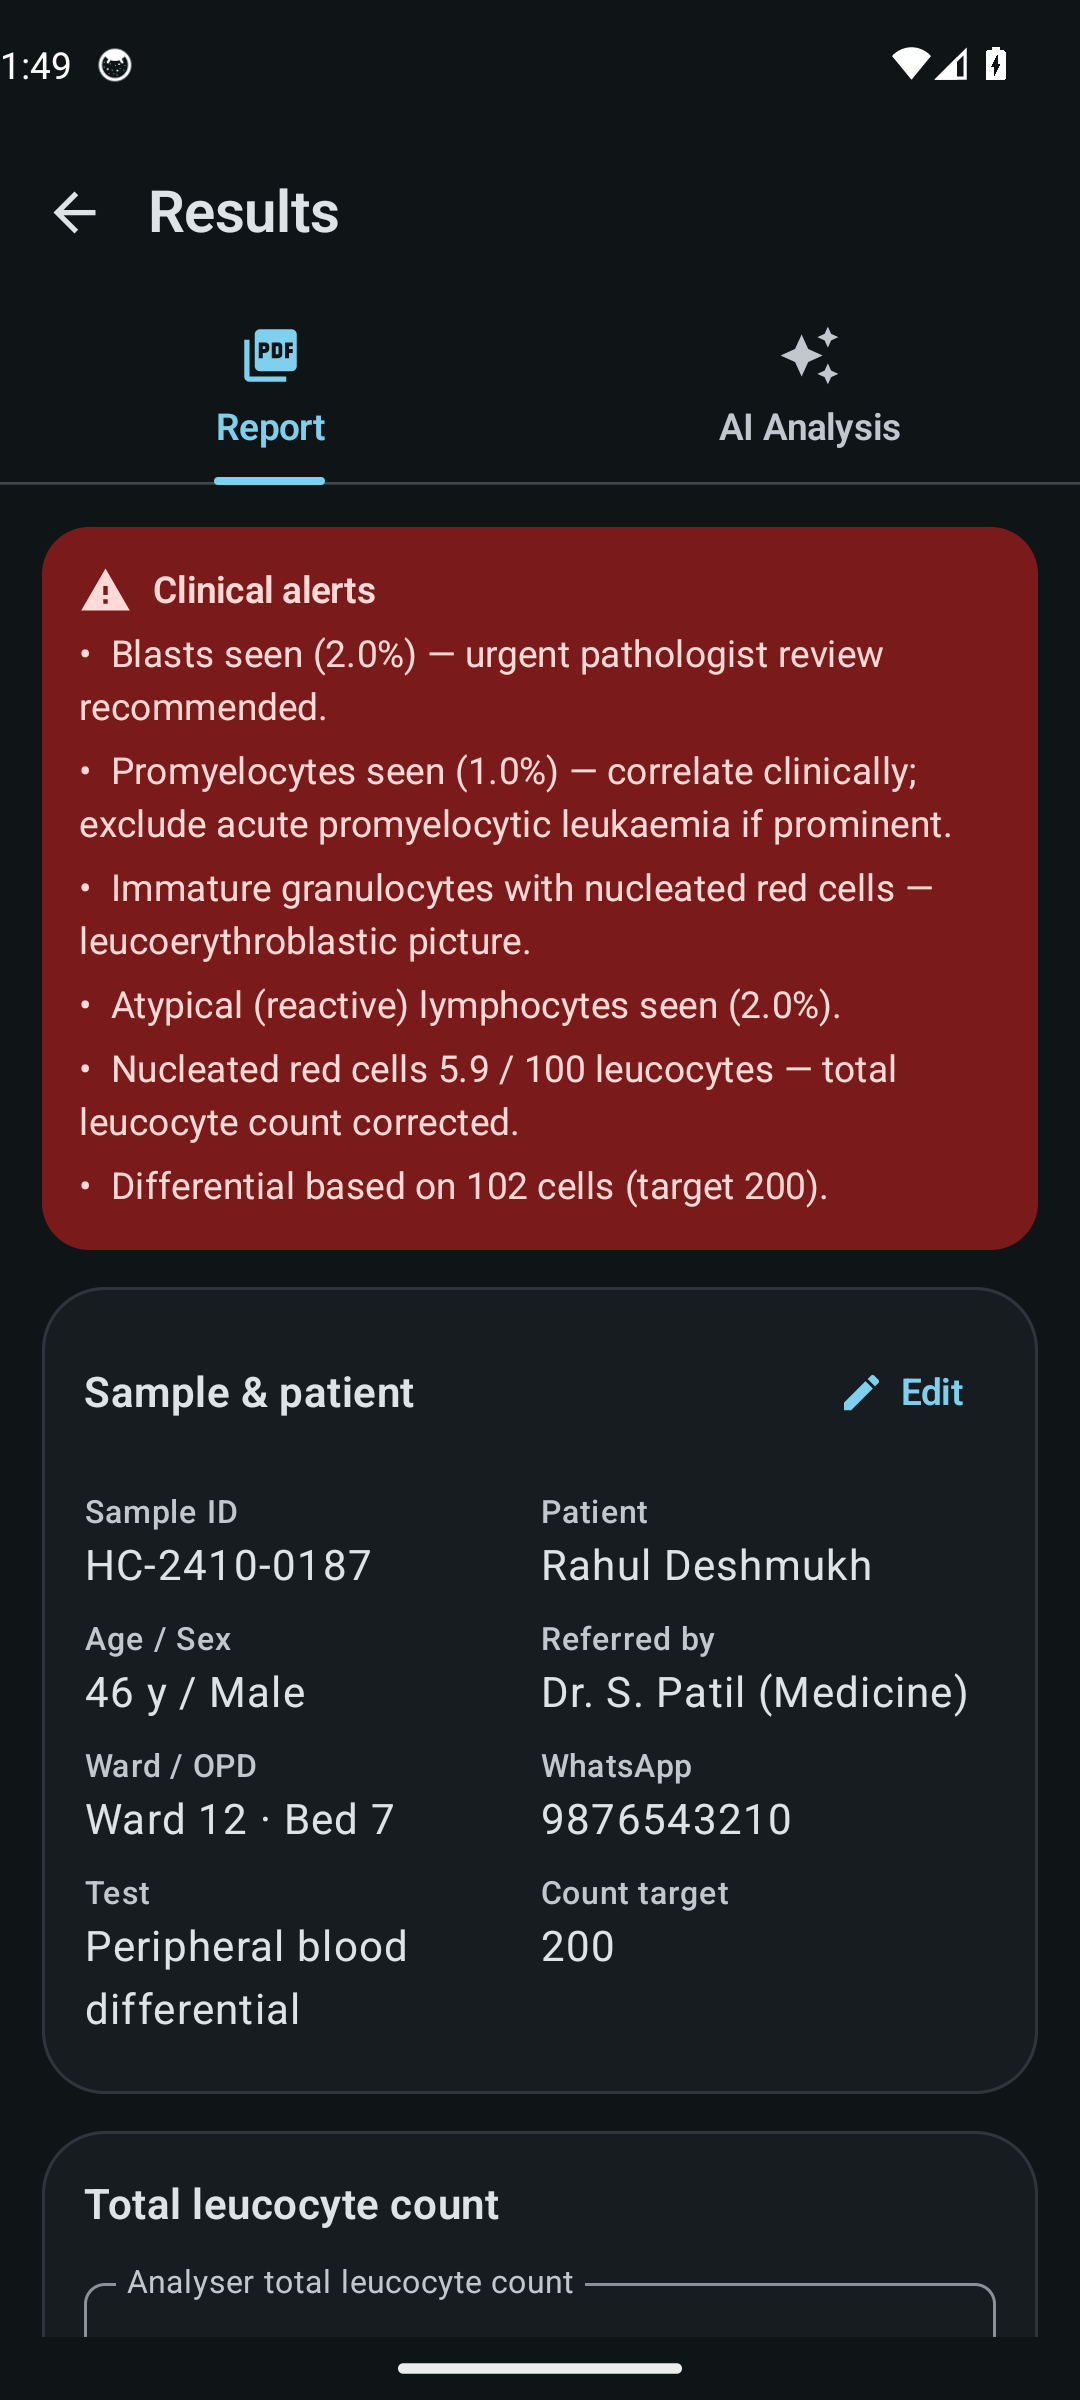 1:49
Results
PDF
Report
AI Analysis
Clinical alerts
• Blasts seen (2.0%) — urgent pathologist review
recommended.
• Promyelocytes seen (1.0%) — correlate clinically;
exclude acute promyelocytic leukaemia if prominent.
• Immature granulocytes with nucleated red cells —
leucoerythroblastic picture.
• Atypical (reactive) lymphocytes seen (2.0%).
• Nucleated red cells 5.9 / 100 leucocytes — total
leucocyte count corrected.
• Differential based on 102 cells (target 200).
Sample & patient
Edit
Sample ID
HC-2410-0187
Patient
Rahul Deshmukh
Age / Sex
46 y / Male
Referred by
Dr. S. Patil (Medicine)
Ward / OPD
Ward 12 · Bed 7
WhatsApp
9876543210
Test
Peripheral blood
differential
Count target
200
Total leucocyte count
Analyser total leucocyte count